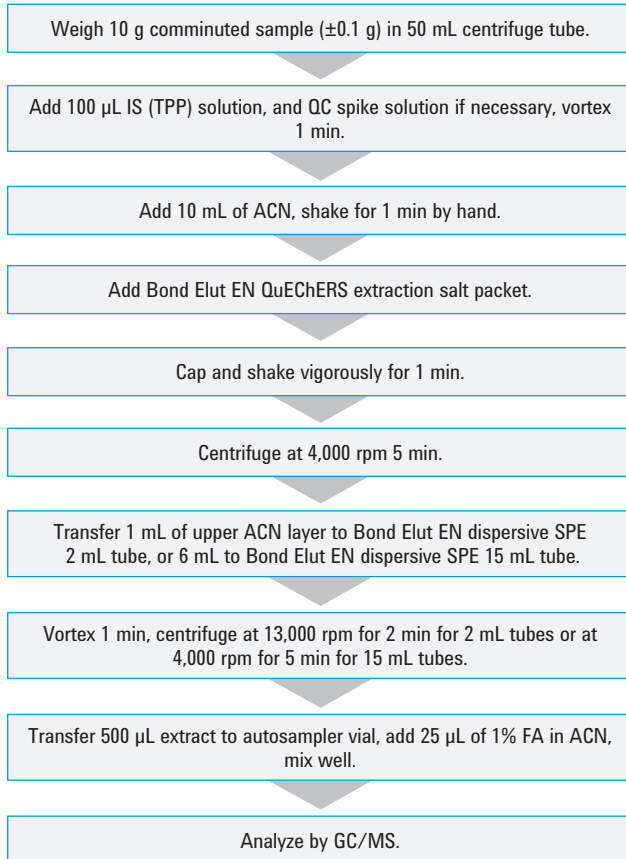 Weigh 10 g comminuted sample (±0.1 g) in 50 mL centrifuge tube.
Add 100 µL IS (TPP) solution, and QC spike solution if necessary, vortex
1 min.
Add 10 mL of ACN, shake for 1 min by hand.
Add Bond Elut EN QuEChERS extraction salt packet.
Cap and shake vigorously for 1 min.
Centrifuge at 4,000 rpm 5 min.
Transfer 1 mL of upper ACN layer to Bond Elut EN dispersive SPE
2 mL tube, or 6 mL to Bond Elut EN dispersive SPE 15 mL tube.
Vortex 1 min, centrifuge at 13,000 rpm for 2 min for 2 mL tubes or at
4,000 rpm for 5 min for 15 mL tubes.
Transfer 500 µL extract to autosampler vial, add 25 µL of 1% FA in ACN,
mix well.
Analyze by GC/MS.